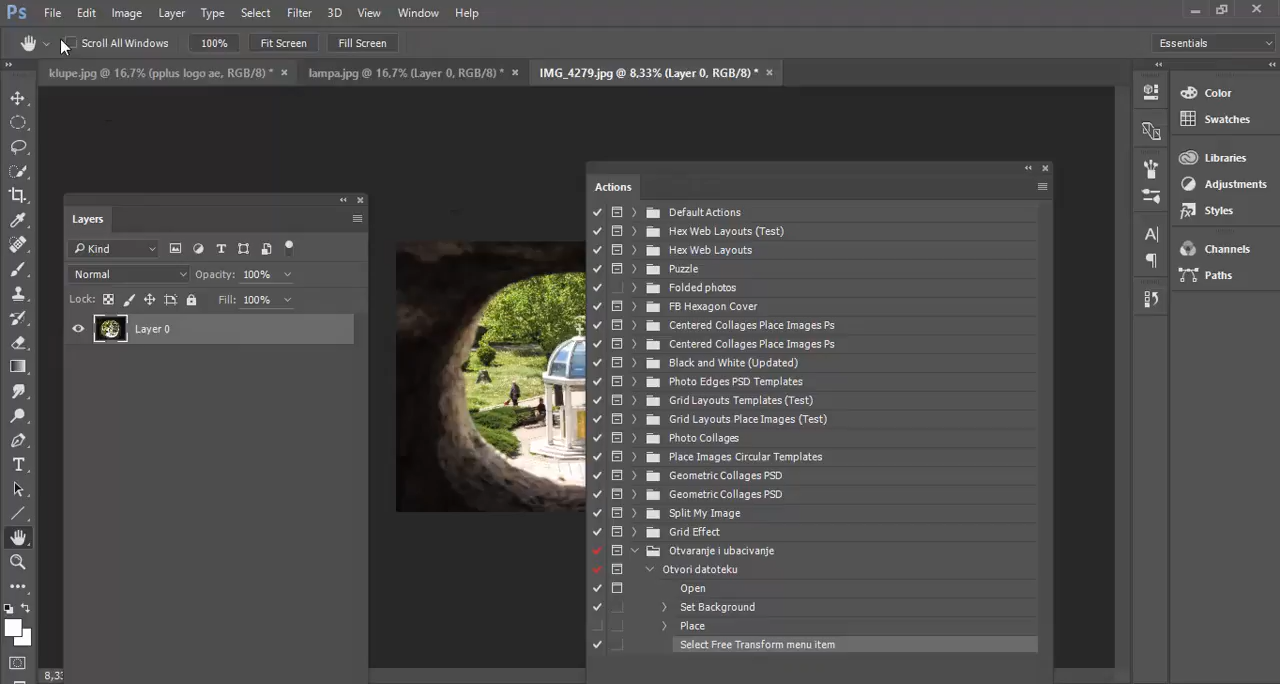 Ps File Edit Image Layer Type Select Filter 3D View Window Help
Scroll All Windows 100% Fit Screen Fill Screen Essentials
klupe.jpg @ 16,7% (pplus logo ae, RGB/8) * lampa.jpg @ 16,7% (Layer 0, RGB/8) * IMG_4279.jpg @ 8,33% (Layer 0, RGB/8) *
Layers
Kind
Normal Opacity: 100%
Lock: Fill: 100%
Layer 0
8,33
Actions
Default Actions
Hex Web Layouts (Test)
Hex Web Layouts
Puzzle
Folded photos
FB Hexagon Cover
Centered Collages Place Images Ps
Centered Collages Place Images Ps
Black and White (Updated)
Photo Edges PSD Templates
Grid Layouts Templates (Test)
Grid Layouts Place Images (Test)
Photo Collages
Place Images Circular Templates
Geometric Collages PSD
Geometric Collages PSD
Split My Image
Grid Effect
Otvaranje i ubacivanje
Otvori datoteku
Open
Set Background
Place
Select Free Transform menu item
Color
Swatches
Libraries
Adjustments
Styles
Channels
Paths